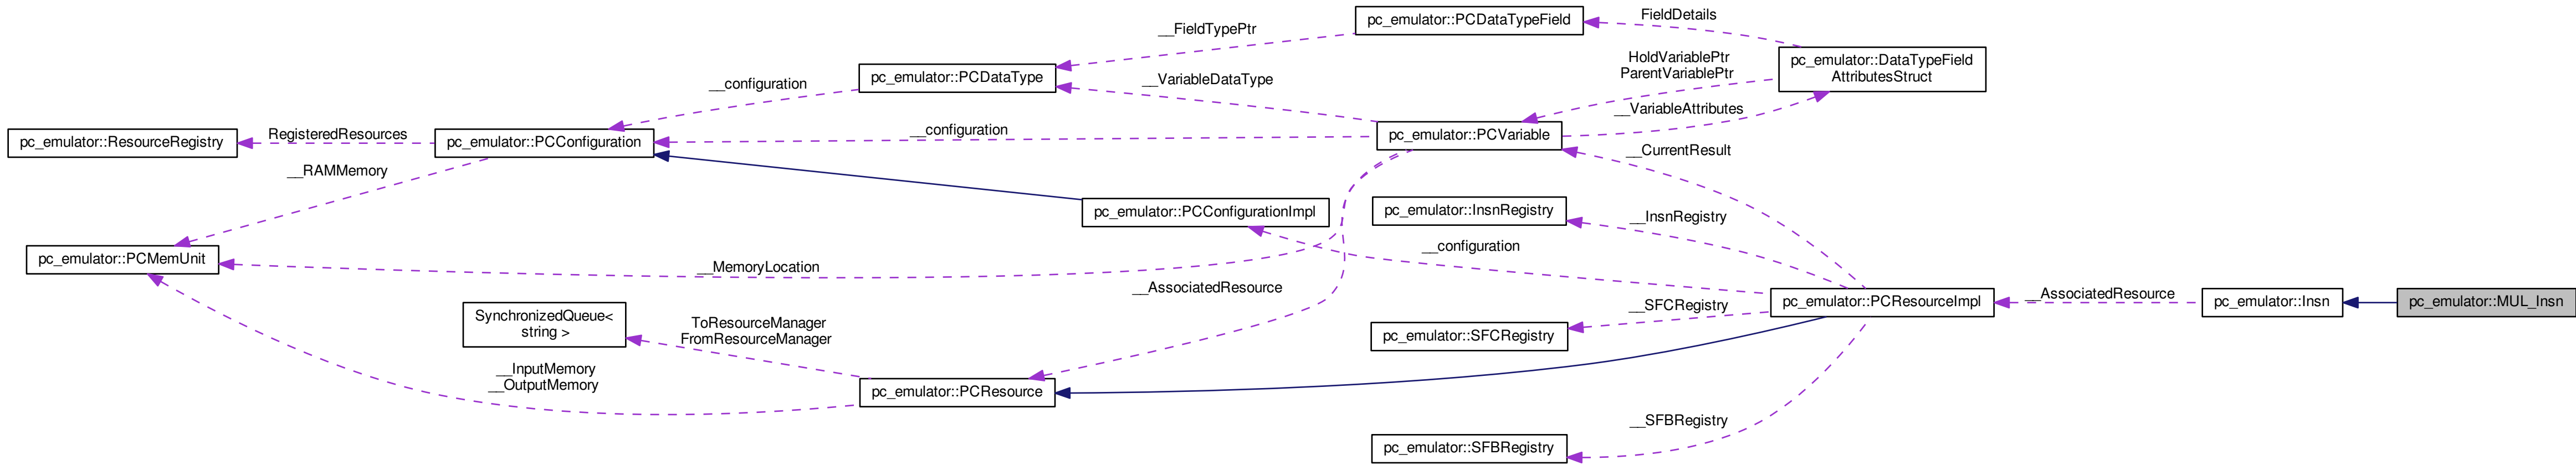 pc_emulator::PCDataTypeField
FieldDetails
__FieldTypePtr
pc_emulator::DataTypeField
AttributesStruct
HoldVariablePtr
ParentVariablePtr
pc_emulator::PCDataType
__VariableDataType
__configuration
__VariableAttributes
pc_emulator::ResourceRegistry
RegisteredResources
pc_emulator::PCConfiguration
__configuration
pc_emulator::PCVariable
__CurrentResult
__RAMMemory
pc_emulator::PCConfigurationImpl
pc_emulator::InsnRegistry
__InsnRegistry
__configuration
pc_emulator::PCMemUnit
__MemoryLocation
__AssociatedResource
pc_emulator::PCResourceImpl
__AssociatedResource
pc_emulator::Insn
pc_emulator::MUL_Insn
SynchronizedQueue<
string >
ToResourceManager
FromResourceManager
__SFCRegistry
pc_emulator::SFCRegistry
__InputMemory
__OutputMemory
pc_emulator::PCResource
__SFBRegistry
pc_emulator::SFBRegistry